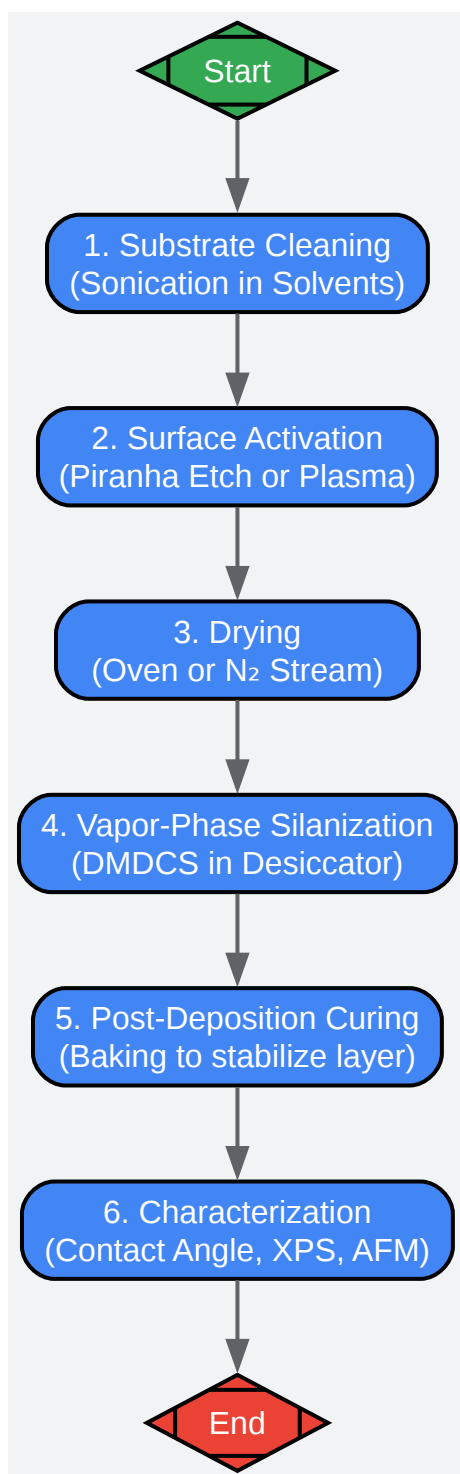 Start
1. Substrate Cleaning
(Sonication in Solvents)
2. Surface Activation
(Piranha Etch or Plasma)
3. Drying
(Oven or N₂ Stream)
4. Vapor-Phase Silanization
(DMDCS in Desiccator)
5. Post-Deposition Curing
(Baking to stabilize layer)
6. Characterization
(Contact Angle, XPS, AFM)
End